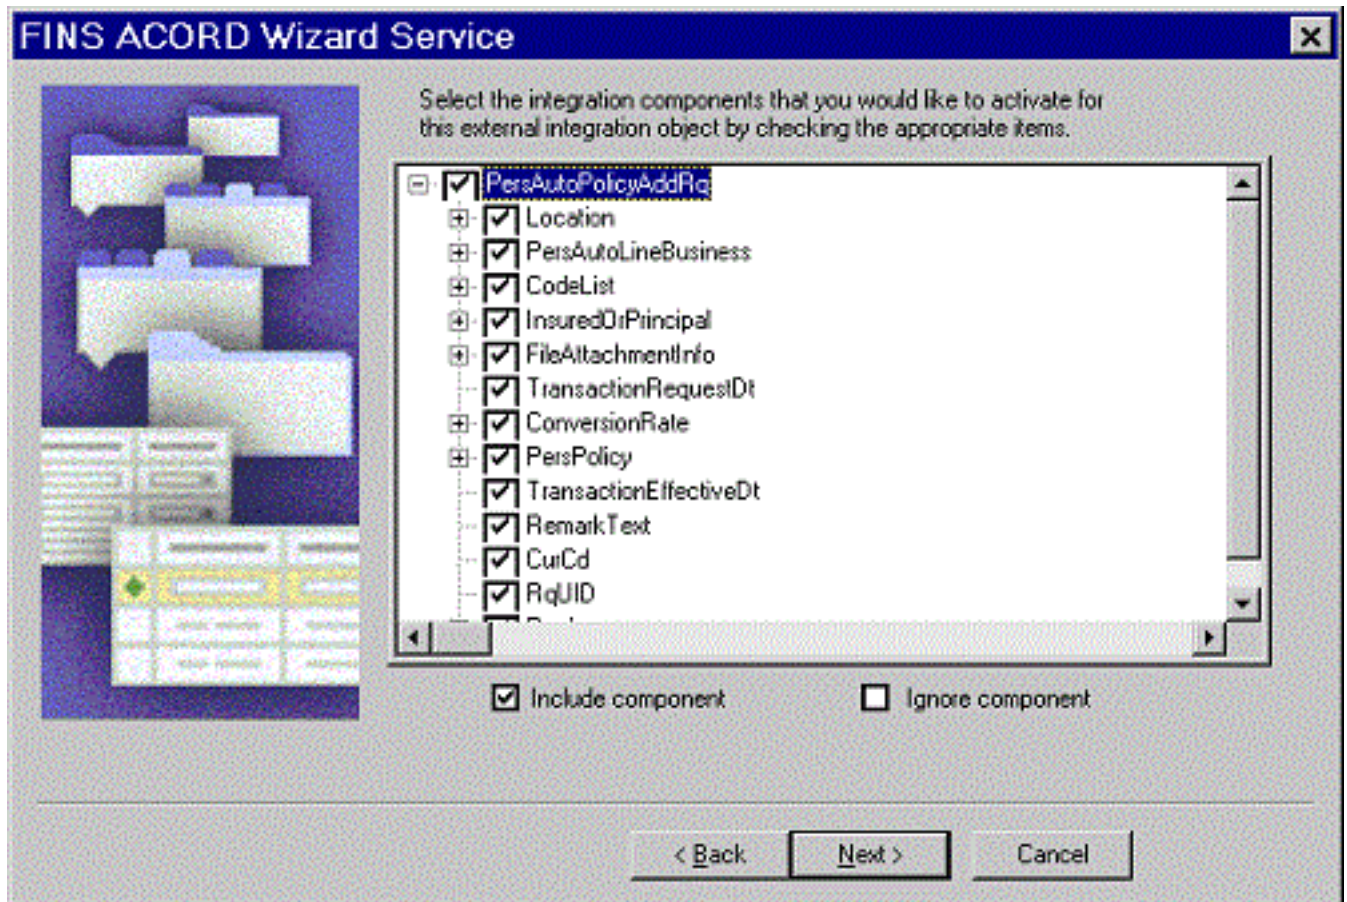 FINS ACORD Wizard Service
Select the integration components that you would like to activate for
this external integration object by checking the appropriate items.
PersAutoPolicyAddRq
Location
PersAutoLineBusiness
CodeList
InsuredOrPrincipal
FileAttachmentInfo
TransactionRequestDt
ConversionRate
PersPolicy
TransactionEffectiveDt
RemarkText
CurCd
RqUID
Include component
Ignore component
< Back
Next >
Cancel